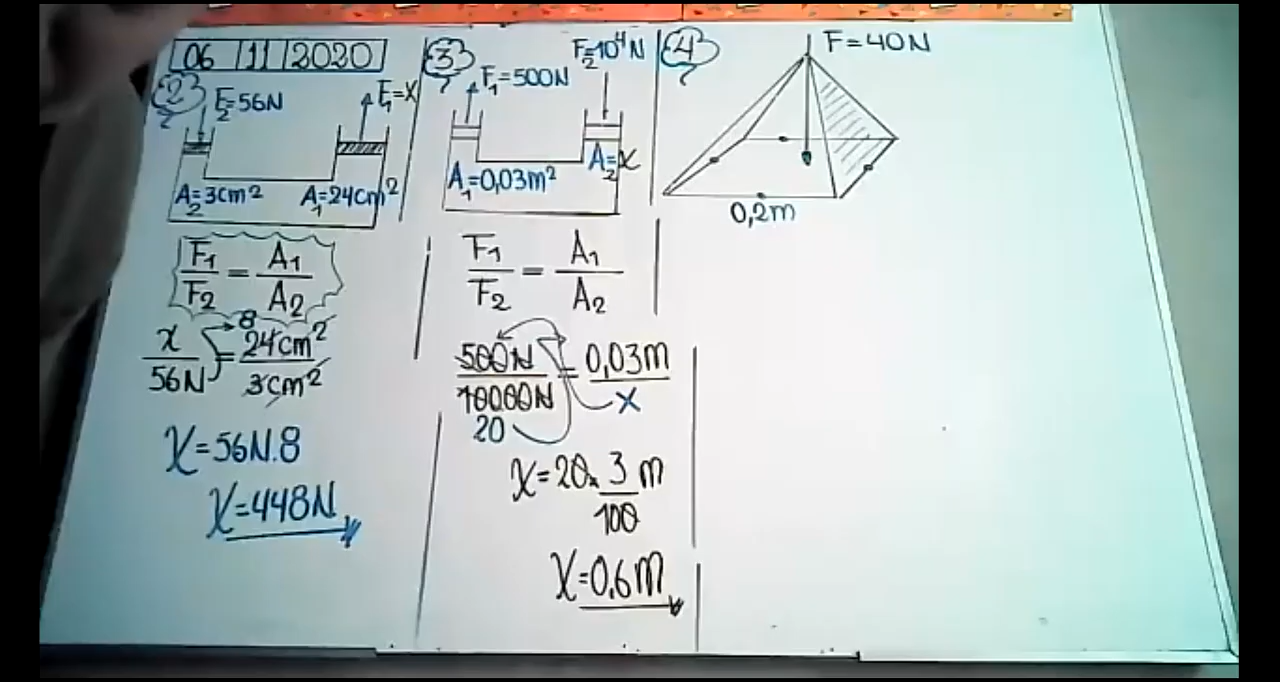 06 11 2020
2
F₂=56N
F₁=x
A₂=3cm²
A₁=24cm²
F₁/F₂ = A₁/A₂
8
x/56N = 24cm²/3cm²
X=56N.8
X=448N
3
F₁=500N
F₂=10⁴N
A₁=0,03m²
A₂=x
F₁/F₂ = A₁/A₂
500N/10000N = 0,03m/x
20
X=20.3/100 m
X=0,6m
4
F=40N
0,2m